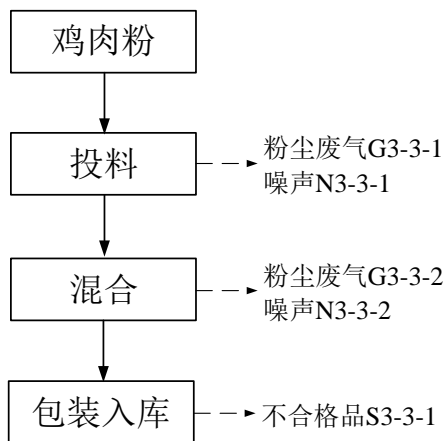 鸡肉粉
投料
粉尘废气G3-3-1
噪声N3-3-1
混合
粉尘废气G3-3-2
噪声N3-3-2
包装入库
不合格品S3-3-1